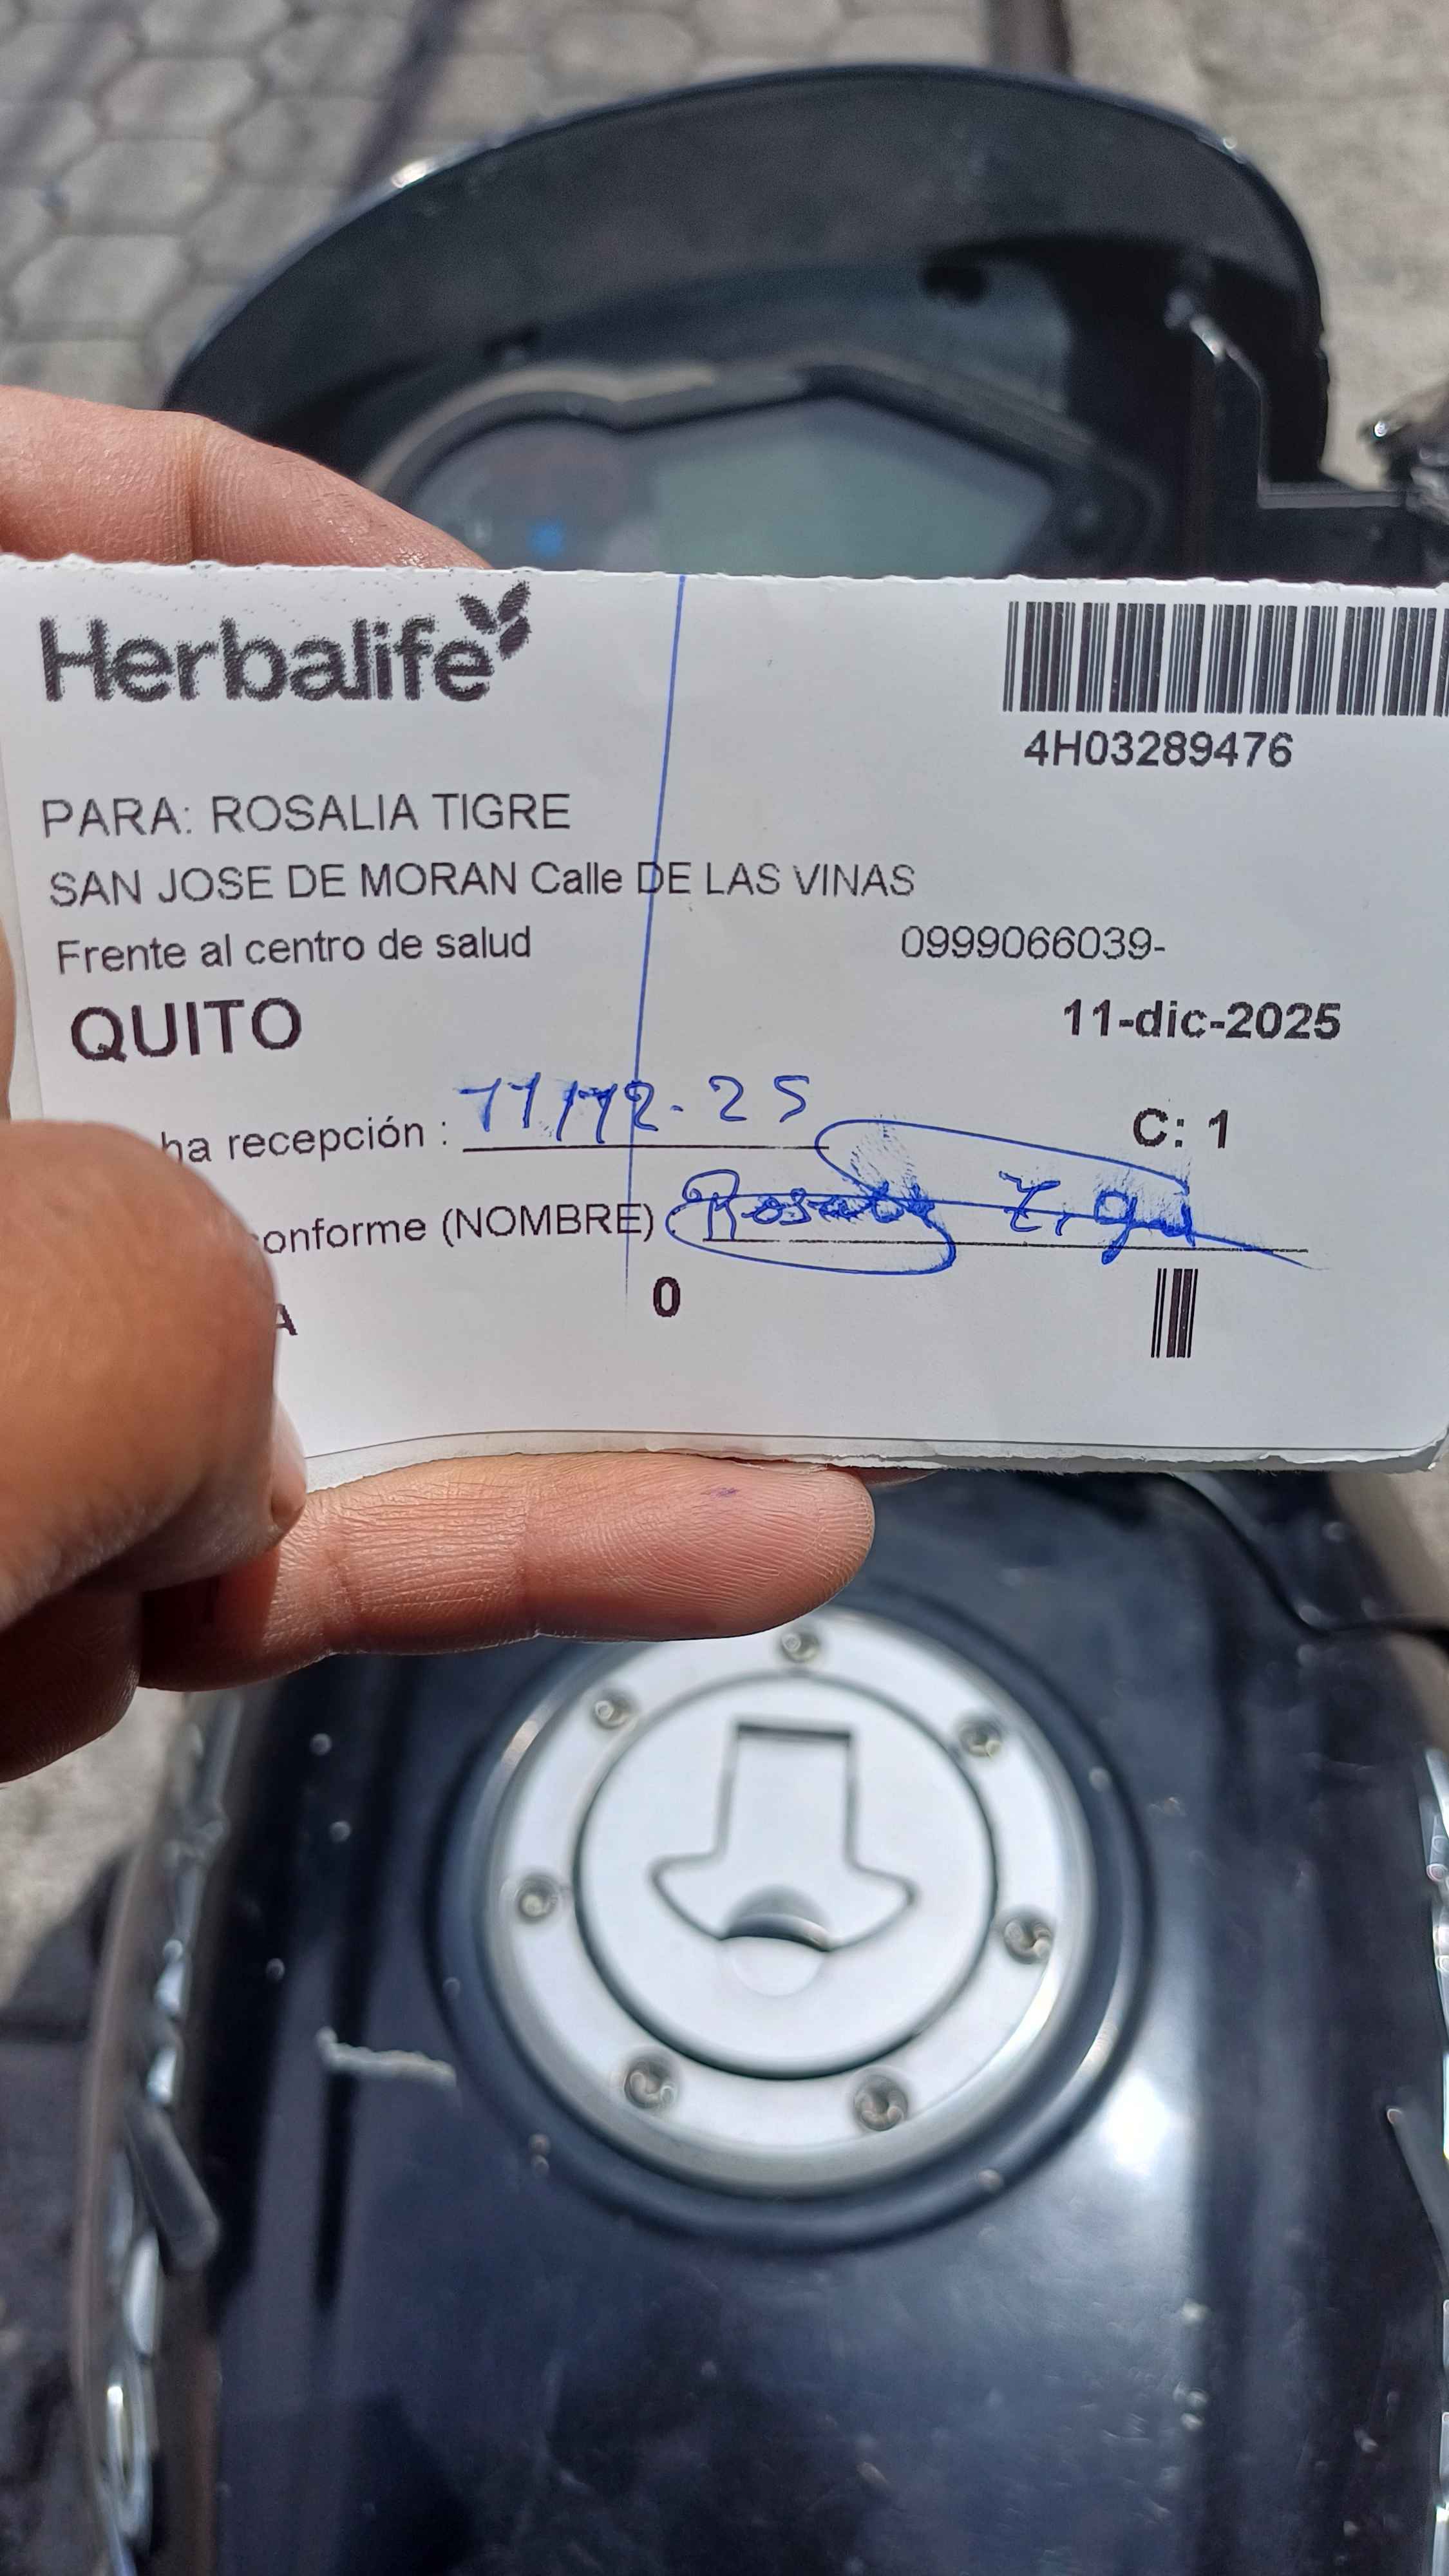 Herbalife
4H03289476
PARA: ROSALIA TIGRE
SAN JOSE DE MORAN Calle DE LAS VINAS
Frente al centro de salud 0999066039-
QUITO 11-dic-2025
ha recepción : 11/12-25 C: 1
onforme (NOMBRE) :
A 0